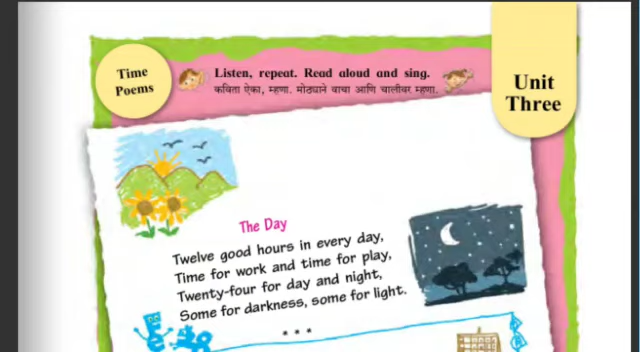 Time
Poems
Listen, repeat. Read aloud and sing.
कविता ऐका, म्हणा. मोठ्याने वाचा आणि चालीवर म्हणा.
Unit
Three
The Day
Twelve good hours in every day,
Time for work and time for play,
Twenty-four for day and night,
Some for darkness, some for light.
* * *